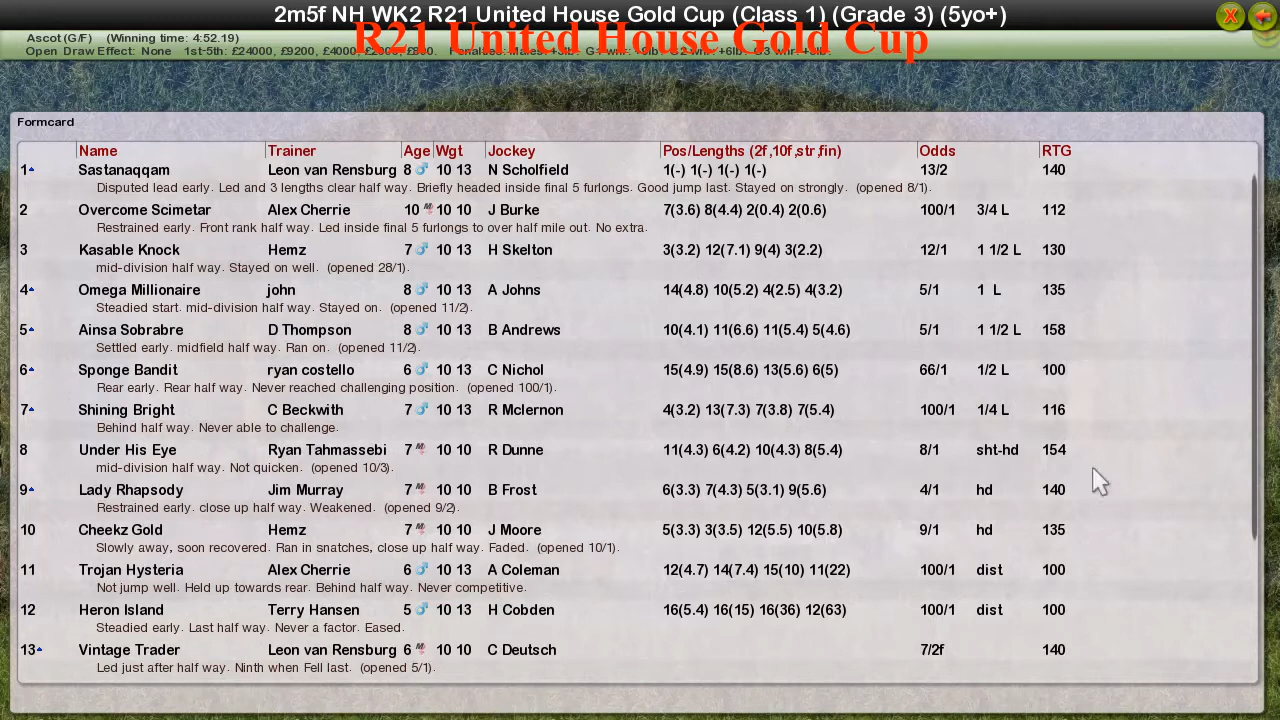 2m5f NH WK2 R21 United House Gold Cup (Class 1) (Grade 3) (5yo+)
R21 United House Gold Cup
Ascot(G/F) (Winning time: 4:52.19)
Open Draw Effect: None 1st-5th: £24000, £9200, £4000, £2000, £800. Penalties: Males: +3lb.
Formcard
Name Trainer Age Wgt Jockey Pos/Lengths (2f,10f,str,fin) Odds RTG
1 Sastanaqqam Leon van Rensburg 8 10 13 N Scholfield 1(-) 1(-) 1(-) 1(-) 13/2 140
Disputed lead early. Led and 3 lengths clear half way. Briefly headed inside final 5 furlongs. Good jump last. Stayed on strongly. (opened 8/1).
2 Overcome Scimetar Alex Cherrie 10 10 10 J Burke 7(3.6) 8(4.4) 2(0.4) 2(0.6) 100/1 3/4 L 112
Restrained early. Front rank half way. Led inside final 5 furlongs to over half mile out. No extra.
3 Kasable Knock Hemz 7 10 13 H Skelton 3(3.2) 12(7.1) 9(4) 3(2.2) 12/1 1 1/2 L 130
mid-division half way. Stayed on well. (opened 28/1).
4 Omega Millionaire john 8 10 13 A Johns 14(4.8) 10(5.2) 4(2.5) 4(3.2) 5/1 1 L 135
Steadied start. mid-division half way. Stayed on. (opened 11/2).
5 Ainsa Sobrabre D Thompson 8 10 13 B Andrews 10(4.1) 11(6.6) 11(5.4) 5(4.6) 5/1 1 1/2 L 158
Settled early. midfield half way. Ran on. (opened 11/2).
6 Sponge Bandit ryan costello 6 10 13 C Nichol 15(4.9) 15(8.6) 13(5.6) 6(5) 66/1 1/2 L 100
Rear early. Rear half way. Never reached challenging position. (opened 100/1).
7 Shining Bright C Beckwith 7 10 13 R Mclernon 4(3.2) 13(7.3) 7(3.8) 7(5.4) 100/1 1/4 L 116
Behind half way. Never able to challenge.
8 Under His Eye Ryan Tahmassebi 7 10 10 R Dunne 11(4.3) 6(4.2) 10(4.3) 8(5.4) 8/1 sht-hd 154
mid-division half way. Not quicken. (opened 10/3).
9 Lady Rhapsody Jim Murray 7 10 10 B Frost 6(3.3) 7(4.3) 5(3.1) 9(5.6) 4/1 hd 140
Restrained early. close up half way. Weakened. (opened 9/2).
10 Cheekz Gold Hemz 7 10 10 J Moore 5(3.3) 3(3.5) 12(5.5) 10(5.8) 9/1 hd 135
Slowly away, soon recovered. Ran in snatches, close up half way. Faded. (opened 10/1).
11 Trojan Hysteria Alex Cherrie 6 10 13 A Coleman 12(4.7) 14(7.4) 15(10) 11(22) 100/1 dist 100
Not jump well. Held up towards rear. Behind half way. Never competitive.
12 Heron Island Terry Hansen 5 10 13 H Cobden 16(5.4) 16(15) 16(36) 12(63) 100/1 dist 100
Steadied early. Last half way. Never a factor. Eased.
13 Vintage Trader Leon van Rensburg 6 10 10 C Deutsch 7/2f 140
Led just after half way. Ninth when Fell last. (opened 5/1).